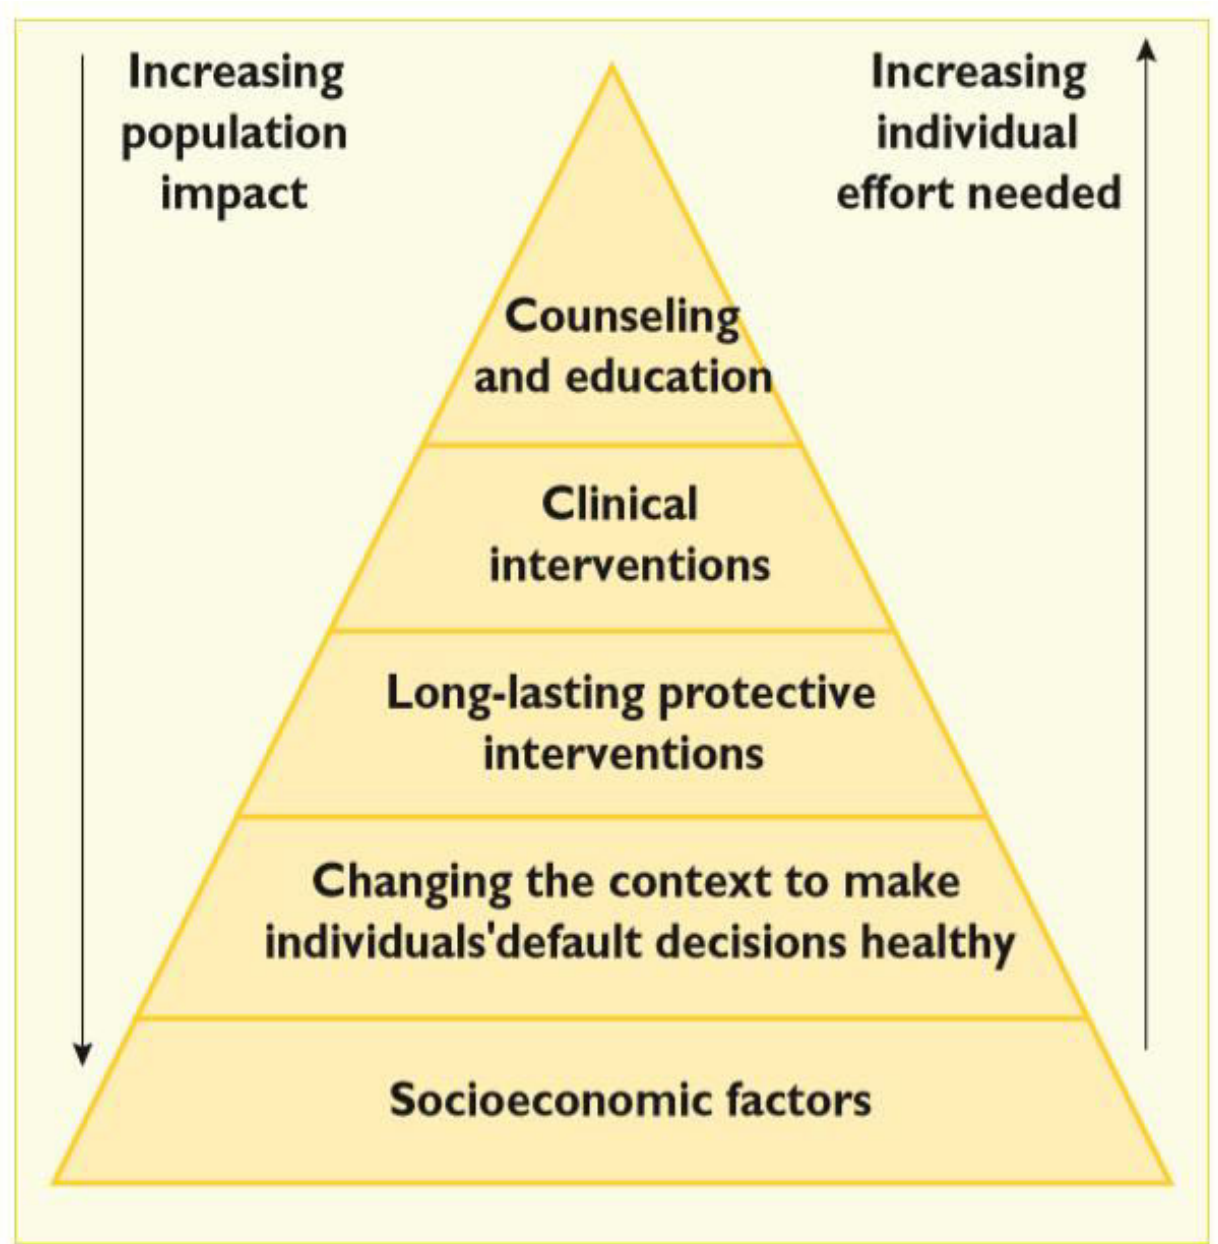 Increasing
population
impact
Increasing
individual
effort needed
Counseling
and education
Clinical
interventions
Long-lasting protective
interventions
Changing the context to make
individuals'default decisions healthy
Socioeconomic factors